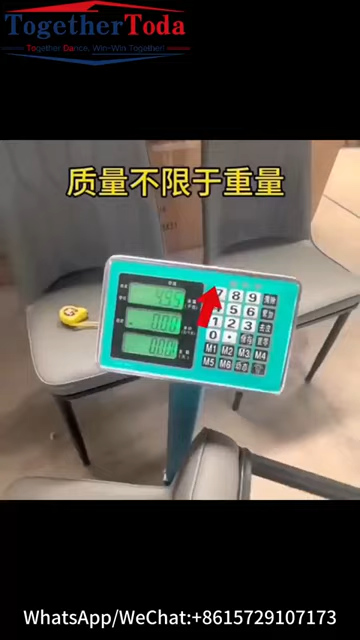 TogetherToda
Together Dance, Win-Win Together!
质量不限于重量
7 8 9
4 5 6
1 2 3
0 .
M1 M2 M3 M4
M5 M6
WhatsApp/WeChat:+8615729107173